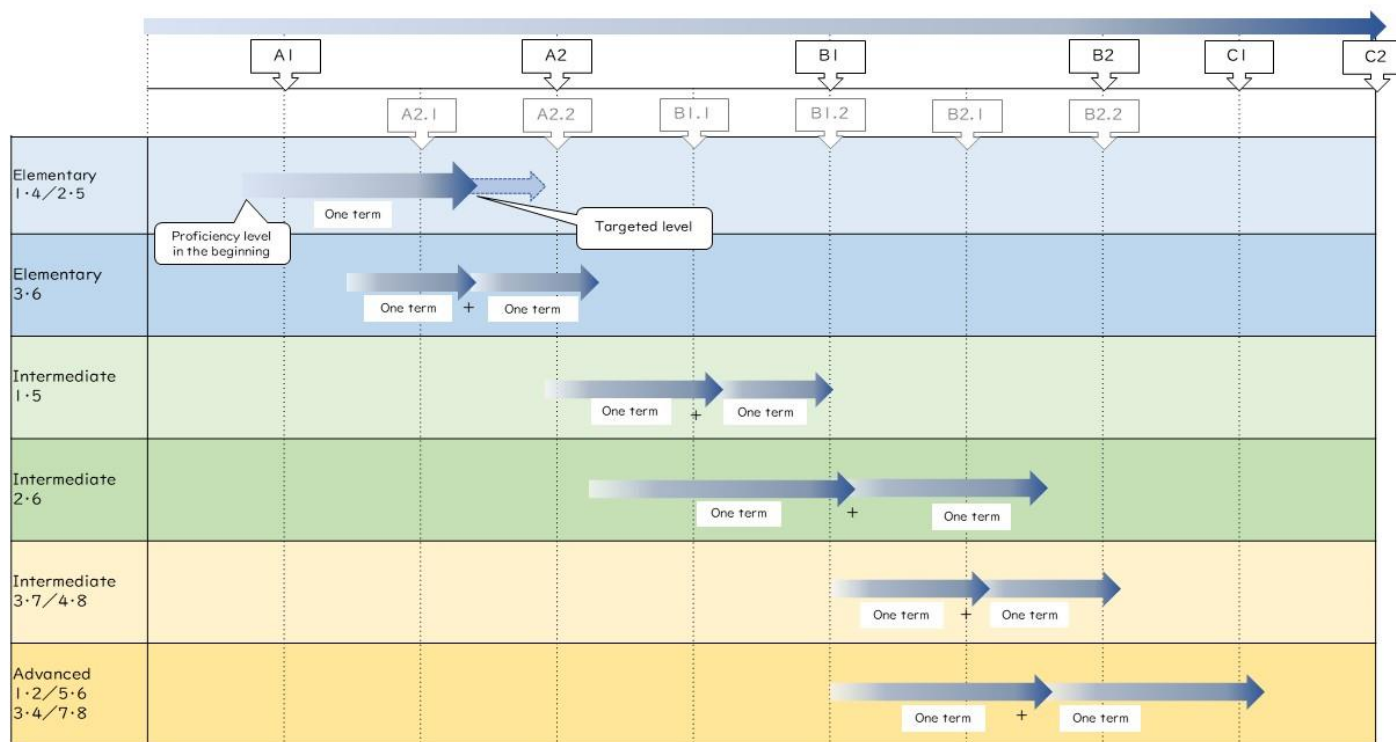 A1
A2
B1
B2
C1
C2
A2.1
A2.2
B1.1
B1.2
B2.1
B2.2
Elementary
1・4／2・5
One term
Proficiency level
in the beginning
Targeted level
Elementary
3・6
One term
+
One term
Intermediate
1・5
One term
+
One term
Intermediate
2・6
One term
+
One term
Intermediate
3・7／4・8
One term
+
One term
Advanced
1・2／5・6
3・4／7・8
One term
+
One term